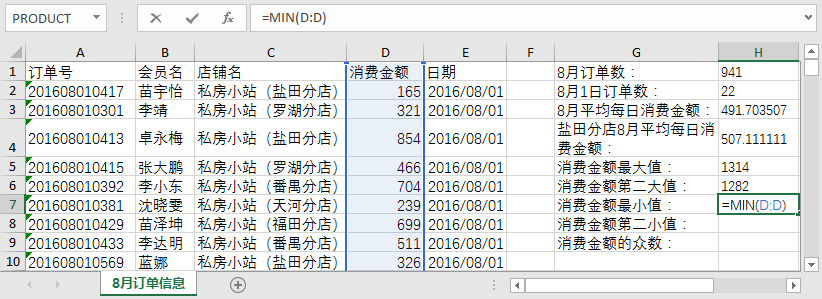 PRODUCT =MIN(D:D)
A B C D E F G H
1 订单号 会员名 店铺名 消费金额 日期 8月订单数： 941
2 201608010417 苗宇怡 私房小站（盐田分店） 165 2016/08/01 8月1日订单数： 22
3 201608010301 李靖 私房小站（罗湖分店） 321 2016/08/01 8月平均每日消费金额： 491.703507
4 201608010413 卓永梅 私房小站（盐田分店） 854 2016/08/01 盐田分店8月平均每日消费金额： 507.111111
5 201608010415 张大鹏 私房小站（罗湖分店） 466 2016/08/01 消费金额最大值： 1314
6 201608010392 李小东 私房小站（番禺分店） 704 2016/08/01 消费金额第二大值： 1282
7 201608010381 沈晓雯 私房小站（天河分店） 239 2016/08/01 消费金额最小值： =MIN(D:D)
8 201608010429 苗泽坤 私房小站（福田分店） 699 2016/08/01 消费金额第二小值：
9 201608010433 李达明 私房小站（番禺分店） 511 2016/08/01 消费金额的众数：
10 201608010569 蓝娜 私房小站（盐田分店） 326 2016/08/01
8月订单信息